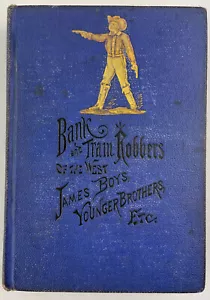 Bank
AND Train Robbers
OF THE WEST
JAMES BOYS
YOUNGER BROTHERS
ETC.